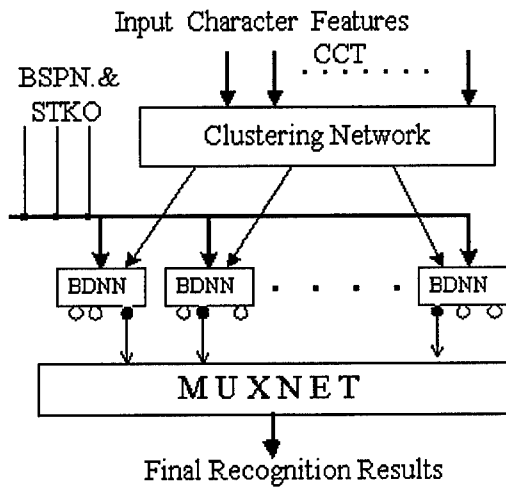 Input Character Features
CCT
BSPN.&
STKO
Clustering Network
BDNN
BDNN
BDNN
MUXNET
Final Recognition Results